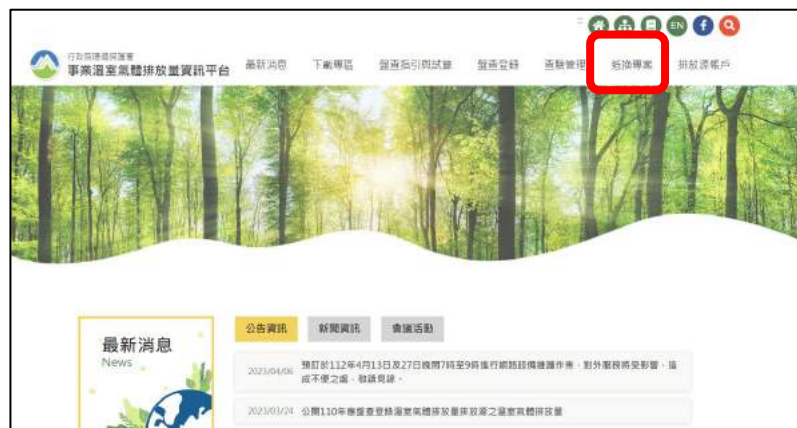 EN
行政院環境保護署
事業溫室氣體排放量資訊平台
最新消息 下載專區 盤查指引與試算 盤查登錄 查驗管理 抵換專案 排放源帳戶
最新消息
News
公告資訊 新聞資訊 會議活動
2023/04/06 預訂於112年4月13日及27日晚間7時至9時進行網路設備維護作業,對外服務將受影響,造
成不便之處,敬請見諒。
2023/03/24 公開110年應盤查登錄溫室氣體排放量排放源之溫室氣體排放量